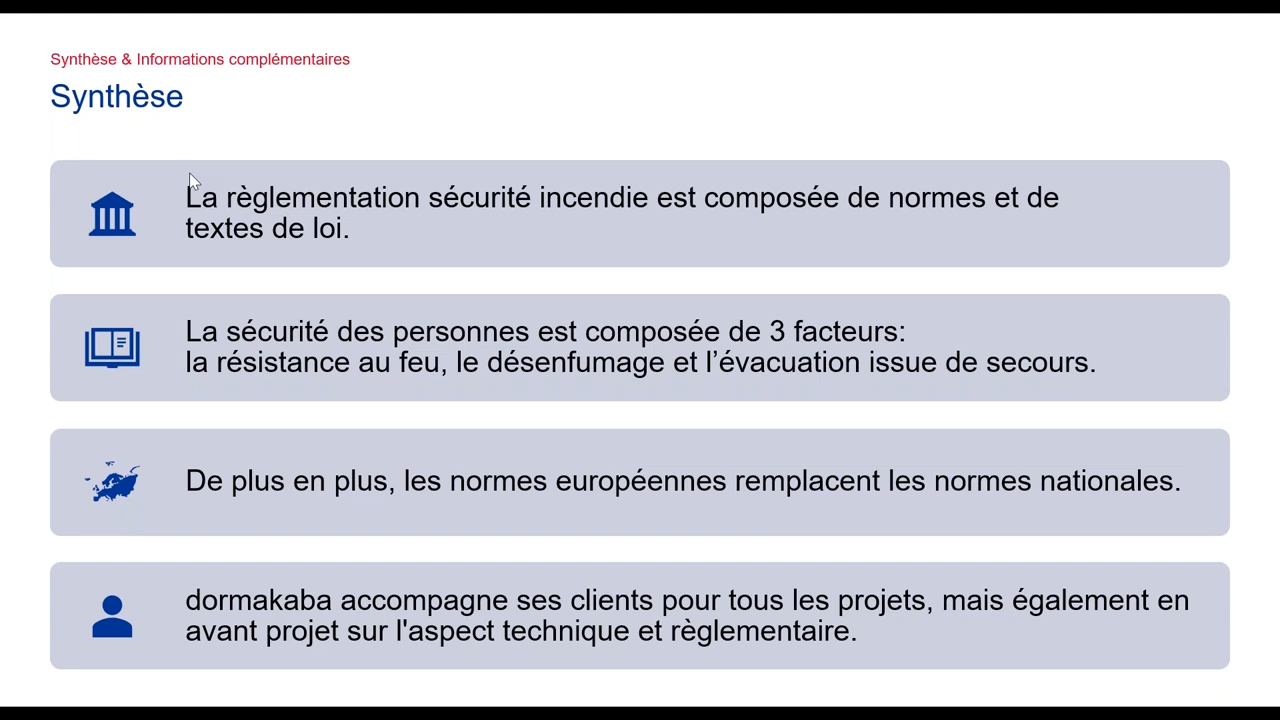 Synthèse & Informations complémentaires
Synthèse
La règlementation sécurité incendie est composée de normes et de
textes de loi.
La sécurité des personnes est composée de 3 facteurs:
la résistance au feu, le désenfumage et l’évacuation issue de secours.
De plus en plus, les normes européennes remplacent les normes nationales.
dormakaba accompagne ses clients pour tous les projets, mais également en
avant projet sur l'aspect technique et règlementaire.